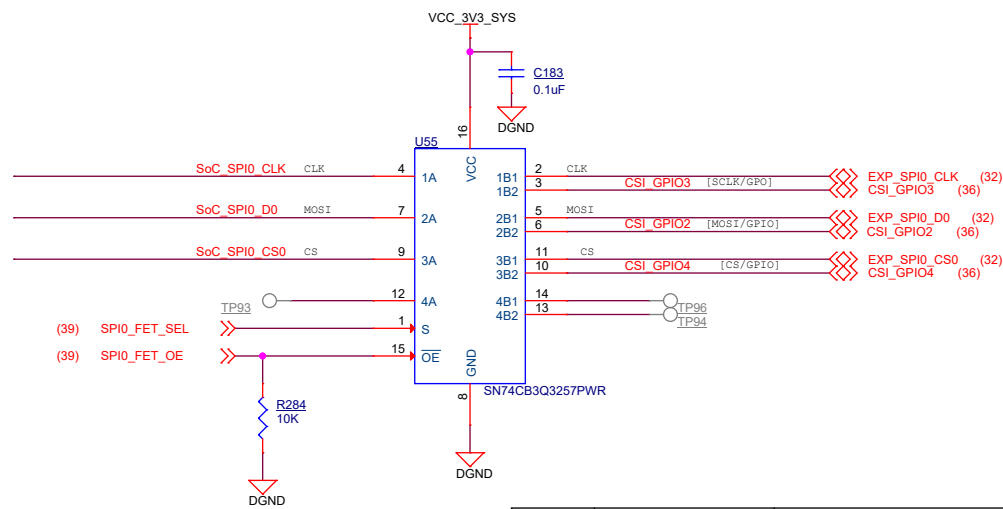 VCC_3V3_SYS
C183
0.1uF
DGND
16
U55
VCC
SoC_SPI0_CLK CLK 4 1A 1B1 2 CLK EXP_SPI0_CLK (32)
1B2 3 CSI_GPIO3 [SCLK/GPO] CSI_GPIO3 (36)
SoC_SPI0_D0 MOSI 7 2A 2B1 5 MOSI EXP_SPI0_D0 (32)
2B2 6 CSI_GPIO2 [MOSI/GPIO] CSI_GPIO2 (36)
SoC_SPI0_CS0 CS 9 3A 3B1 11 CS EXP_SPI0_CS0 (32)
3B2 10 CSI_GPIO4 [CS/GPIO] CSI_GPIO4 (36)
TP93 12 4A 4B1 14 TP96
4B2 13 TP94
(39) SPI0_FET_SEL 1 S
(39) SPI0_FET_OE 15 OE
GND
8
SN74CB3Q3257PWR
R284
10K
DGND
DGND